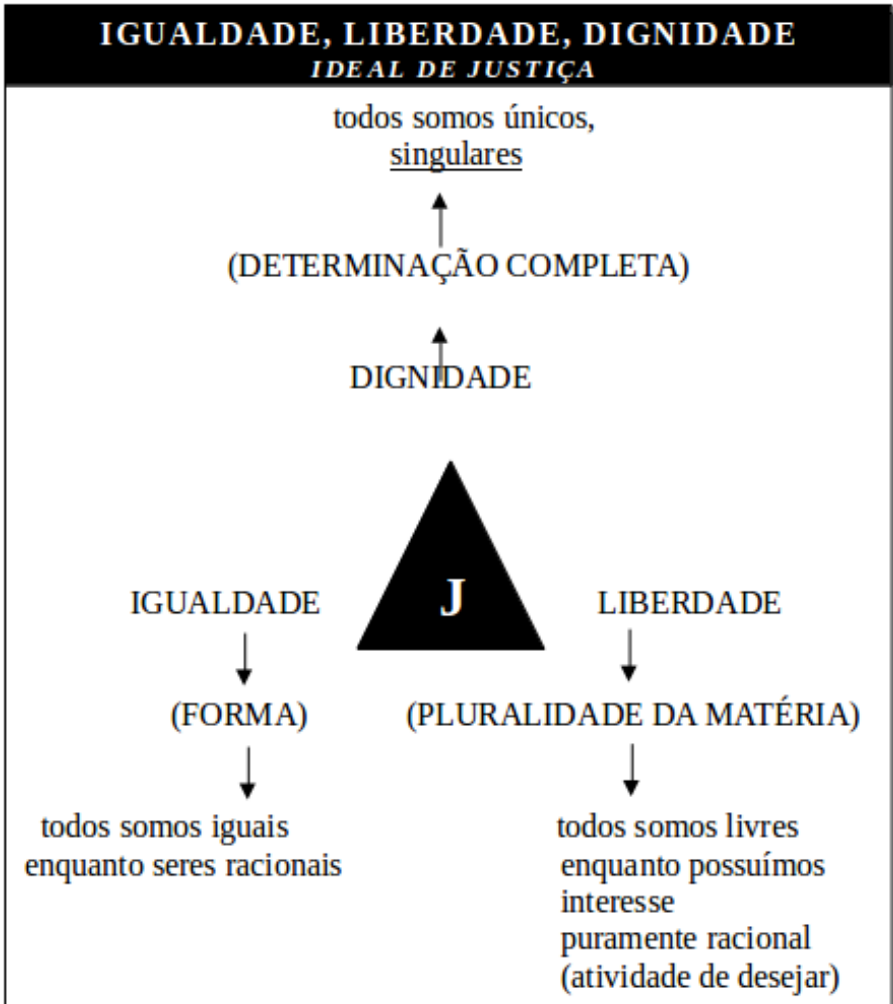 IGUALDADE, LIBERDADE, DIGNIDADE
IDEAL DE JUSTIÇA
todos somos únicos,
singulares
(DETERMINAÇÃO COMPLETA)
DIGNIDADE
J
IGUALDADE
LIBERDADE
(FORMA)
(PLURALIDADE DA MATÉRIA)
todos somos iguais
enquanto seres racionais
todos somos livres
enquanto possuímos
interesse
puramente racional
(atividade de desejar)